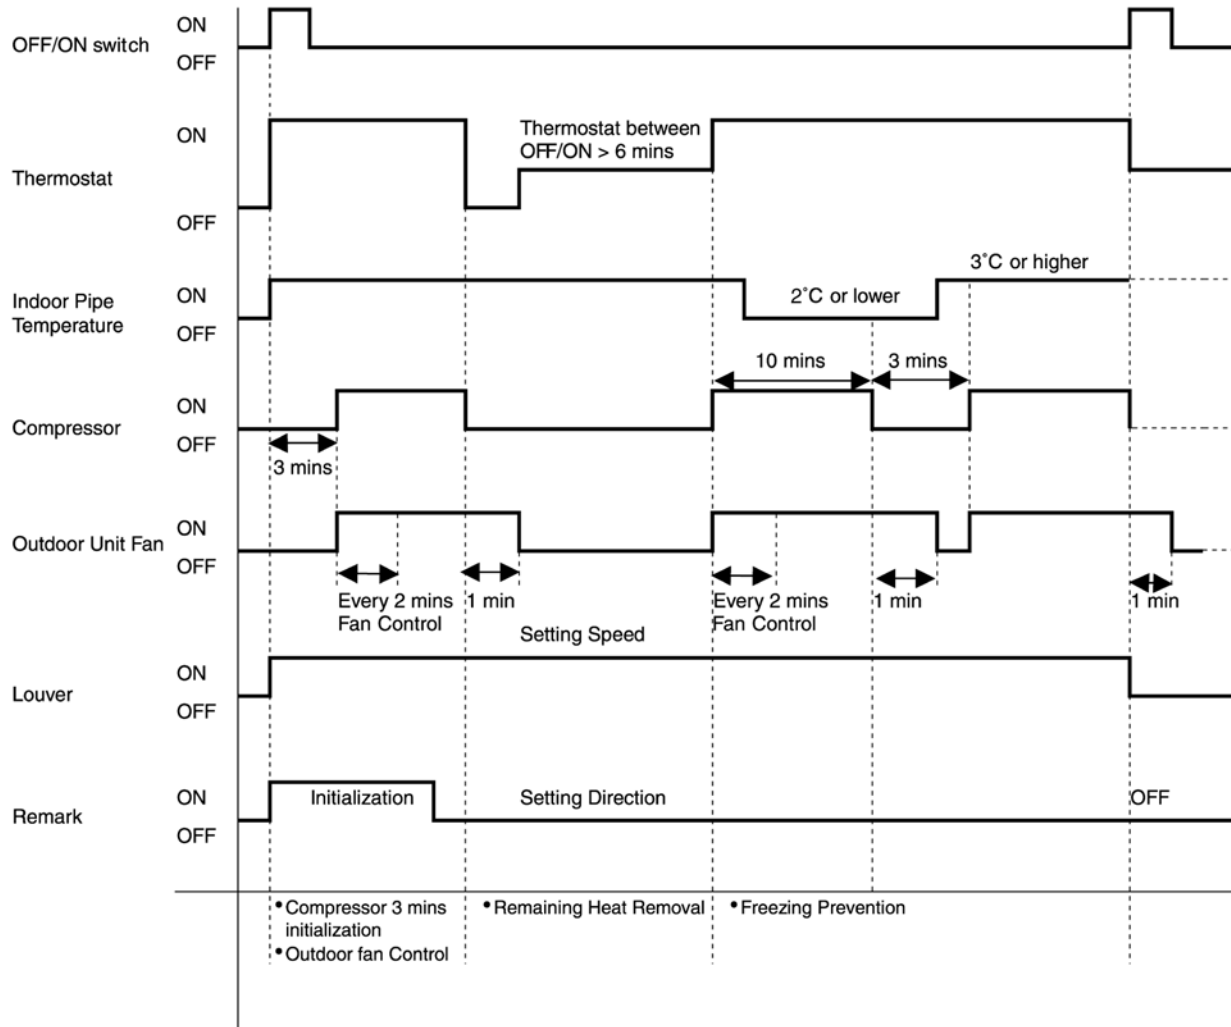 OFF/ON switch
ON
OFF
Thermostat
ON
OFF
Thermostat between
OFF/ON > 6 mins
Indoor Pipe
Temperature
ON
OFF
2°C or lower
3°C or higher
Compressor
ON
OFF
3 mins
10 mins
3 mins
Outdoor Unit Fan
ON
OFF
Every 2 mins
Fan Control
1 min
Every 2 mins
Fan Control
1 min
1 min
Setting Speed
Louver
ON
OFF
Remark
ON
OFF
Initialization
Setting Direction
OFF
• Compressor 3 mins
initialization
• Outdoor fan Control
• Remaining Heat Removal
• Freezing Prevention